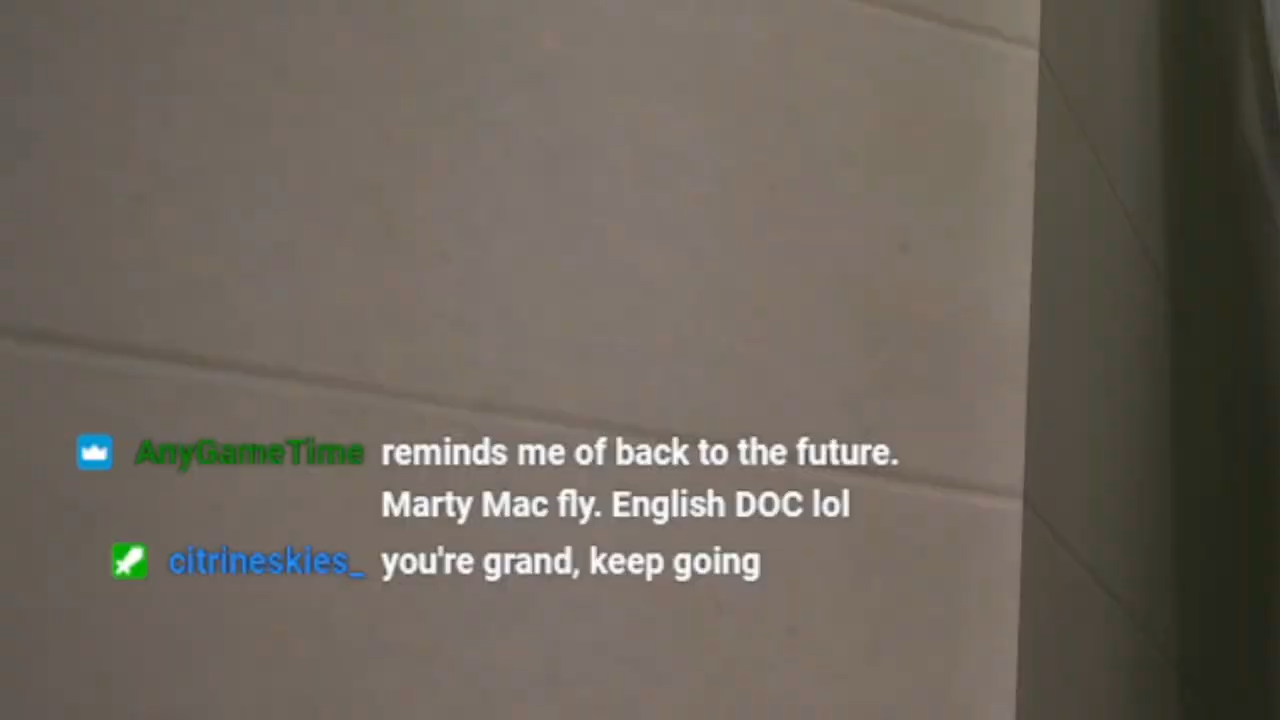 AnyGameTime reminds me of back to the future.
Marty Mac fly. English DOC lol
citrineskies_ you're grand, keep going